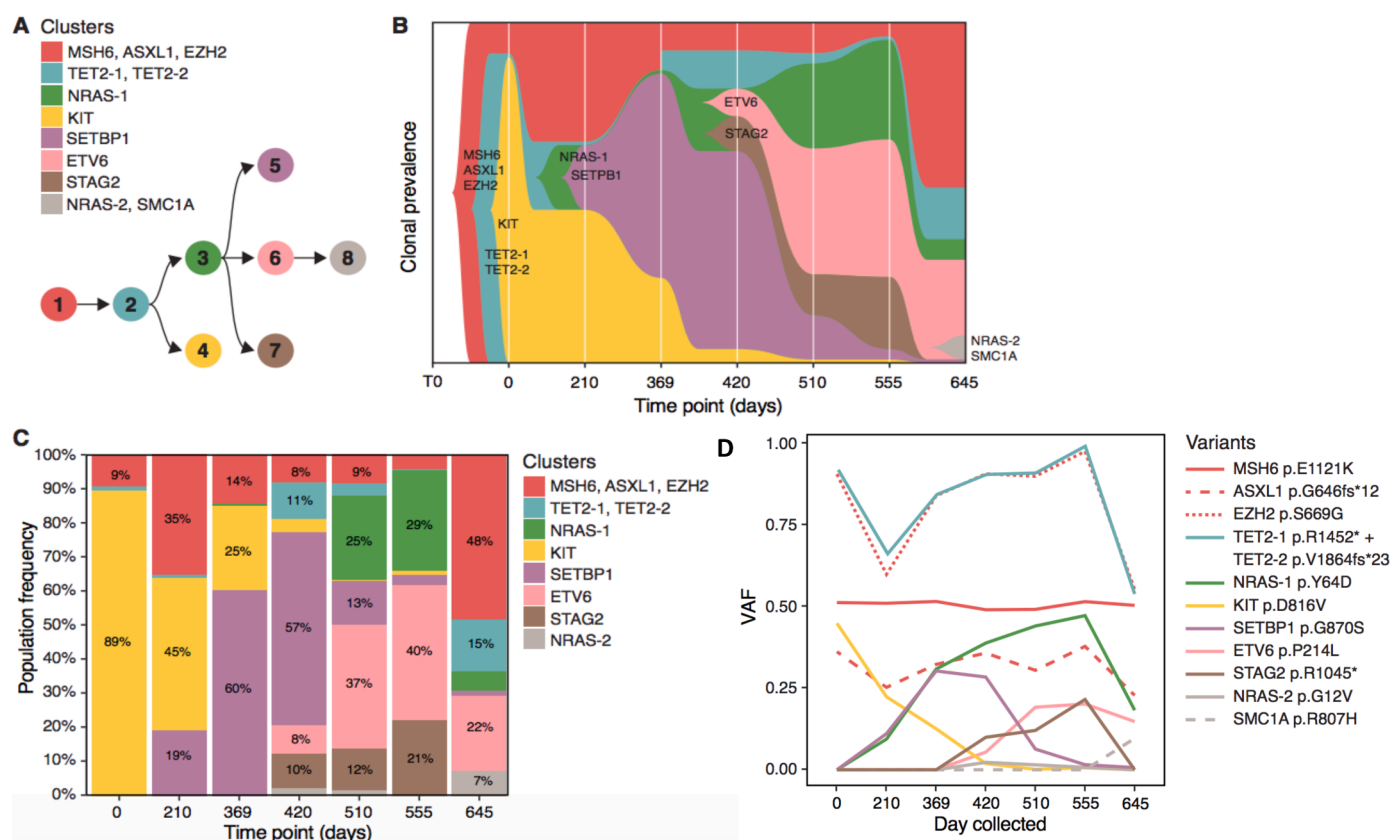 A
Clusters
MSH6, ASXL1, EZH2
TET2-1, TET2-2
NRAS-1
KIT
SETBP1
ETV6
STAG2
NRAS-2, SMC1A
1
2
3
4
5
6
7
8
B
Clonal prevalence
MSH6
ASXL1
EZH2
KIT
TET2-1
TET2-2
NRAS-1
SETPB1
ETV6
STAG2
NRAS-2
SMC1A
T0 0 210 369 420 510 555 645
Time point (days)
C
Population frequency
100%
90%
80%
70%
60%
50%
40%
30%
20%
10%
0%
9%
89%
35%
45%
19%
14%
25%
60%
8%
11%
57%
8%
10%
9%
25%
13%
37%
12%
29%
40%
21%
48%
15%
22%
7%
0 210 369 420 510 555 645
Time point (days)
Clusters
MSH6, ASXL1, EZH2
TET2-1, TET2-2
NRAS-1
KIT
SETBP1
ETV6
STAG2
NRAS-2
D
VAF
1.00
0.75
0.50
0.25
0.00
0 210 369 420 510 555 645
Day collected
Variants
MSH6 p.E1121K
ASXL1 p.G646fs*12
EZH2 p.S669G
TET2-1 p.R1452* +
TET2-2 p.V1864fs*23
NRAS-1 p.Y64D
KIT p.D816V
SETBP1 p.G870S
ETV6 p.P214L
STAG2 p.R1045*
NRAS-2 p.G12V
SMC1A p.R807H